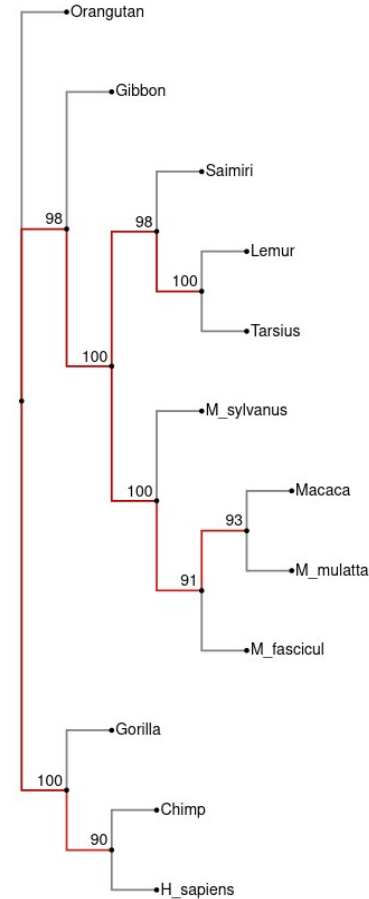 Orangutan
Gibbon
98
Saimiri
98
Lemur
100
Tarsius
100
M_sylvanus
100
Macaca
93
M_mulatta
91
M_fascicul
Gorilla
100
Chimp
90
H_sapiens